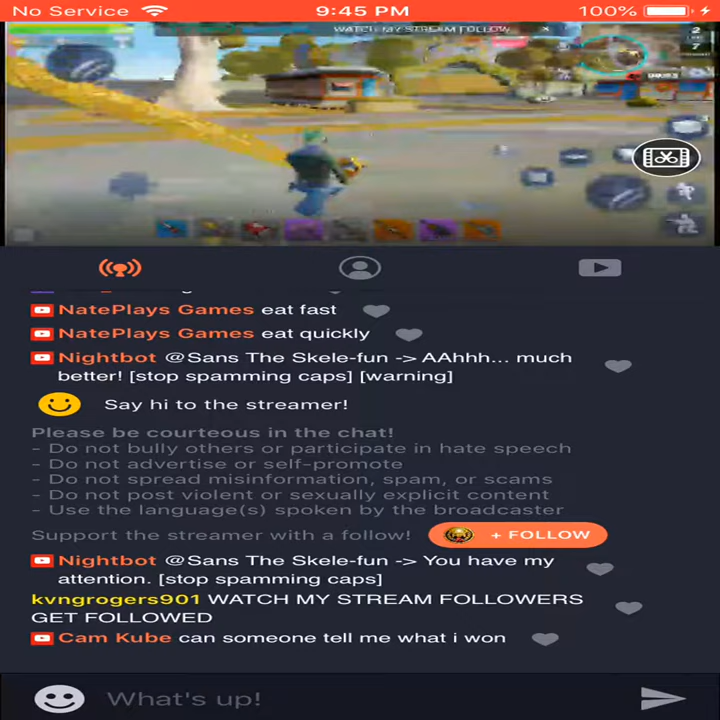 No Service 9:45 PM 100%
WATCH MY STREAM FOLLOW
2
7
NatePlays Games eat fast
NatePlays Games eat quickly
Nightbot @Sans The Skele-fun -> AAhhh... much
better! [stop spamming caps] [warning]
Say hi to the streamer!
Please be courteous in the chat!
- Do not bully others or participate in hate speech
- Do not advertise or self-promote
- Do not spread misinformation, spam, or scams
- Do not post violent or sexually explicit content
- Use the language(s) spoken by the broadcaster
Support the streamer with a follow! + FOLLOW
Nightbot @Sans The Skele-fun -> You have my
attention. [stop spamming caps]
kvngrogers901 WATCH MY STREAM FOLLOWERS
GET FOLLOWED
Cam Kube can someone tell me what i won
What's up!